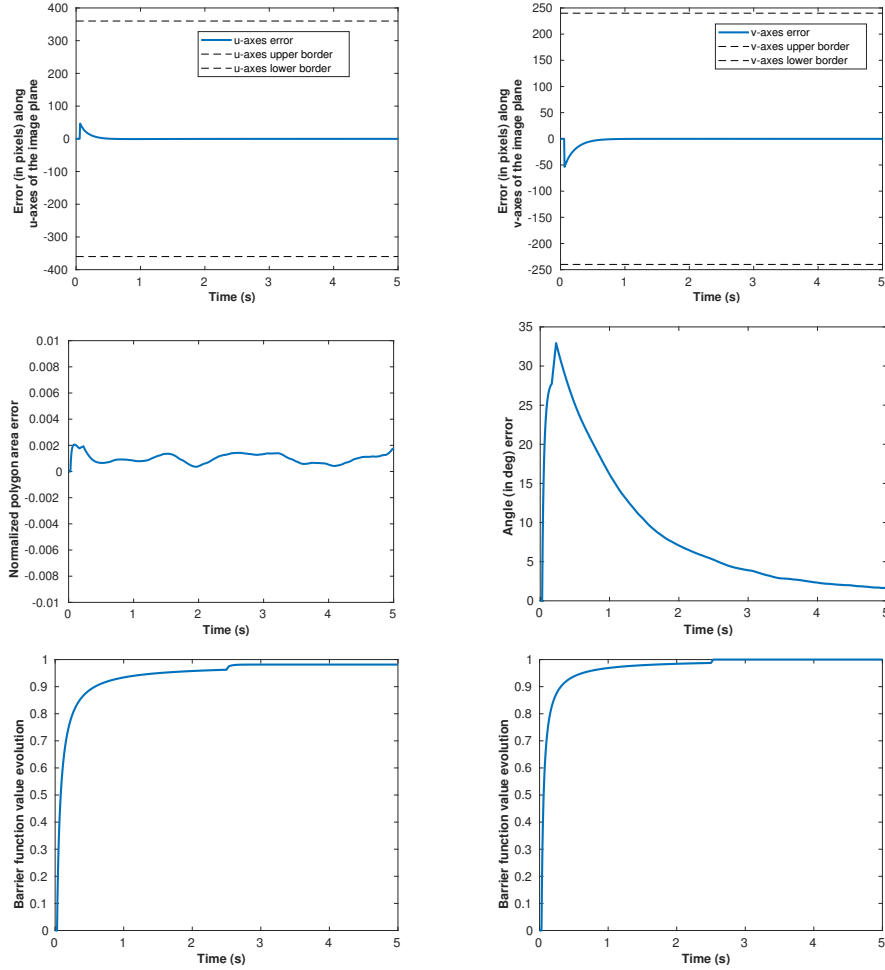 400
300
200
100
0
-100
-200
-300
-400
Error (in pixels) along
u-axes of the image plane
u-axes error
u-axes upper border
u-axes lower border
0 1 2 3 4 5
Time (s)
250
200
150
100
50
0
-50
-100
-150
-200
-250
Error (in pixels) along
v-axes of the image plane
v-axes error
v-axes upper border
v-axes lower border
0 1 2 3 4 5
Time (s)
0.01
0.008
0.006
0.004
0.002
0
-0.002
-0.004
-0.006
-0.008
-0.01
Normalized polygon area error
0 1 2 3 4 5
Time (s)
35
30
25
20
15
10
5
0
Angle (in deg) error
0 1 2 3 4 5
Time (s)
1
0.9
0.8
0.7
0.6
0.5
0.4
0.3
0.2
0.1
0
Barrier function value evolution
0 1 2 3 4 5
Time (s)
1
0.9
0.8
0.7
0.6
0.5
0.4
0.3
0.2
0.1
0
Barrier function value evolution
0 1 2 3 4 5
Time (s)